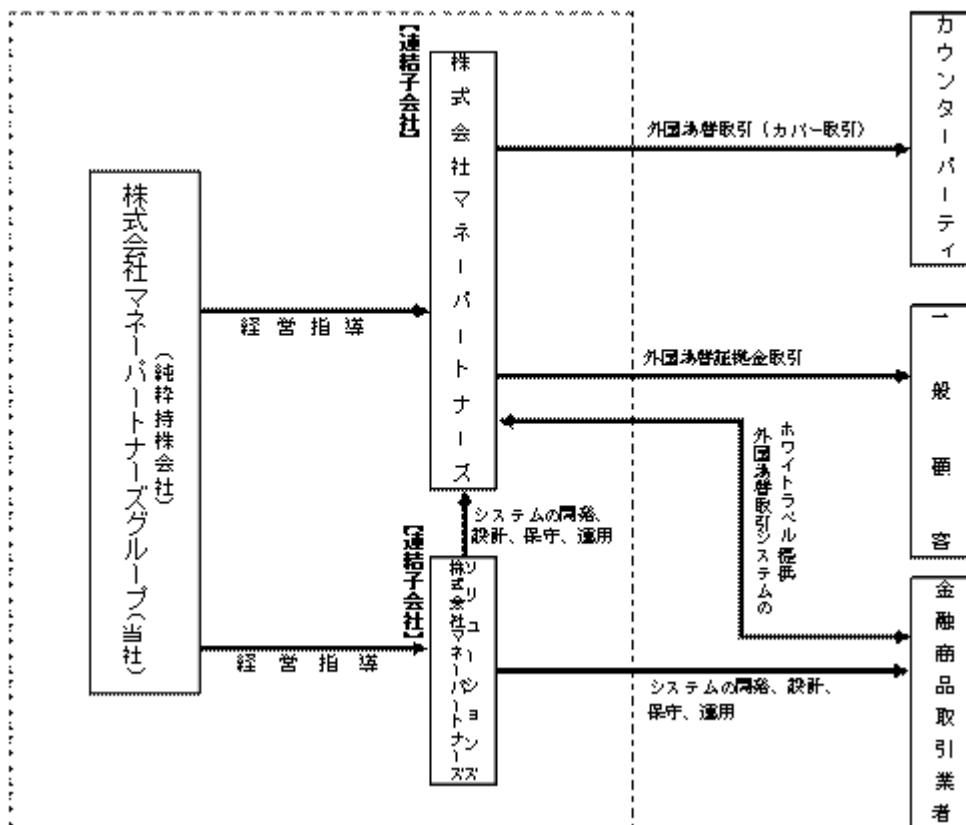 株式会社マネーパートナーズグループ(当社)
(純粋持株会社)
経営指導
経営指導
【連結子会社】
株式会社マネーパートナーズ
【連結子会社】
株式会社マネーパートナーズ
ソリューションズ
システムの開発、
設計、保守、運用
外国為替取引(カバー取引)
外国為替証拠金取引
外国為替取引システムの
ホワイトラベル提供
システムの開発、設計、
保守、運用
カウンターパーティ
一般顧客
金融商品取引業者